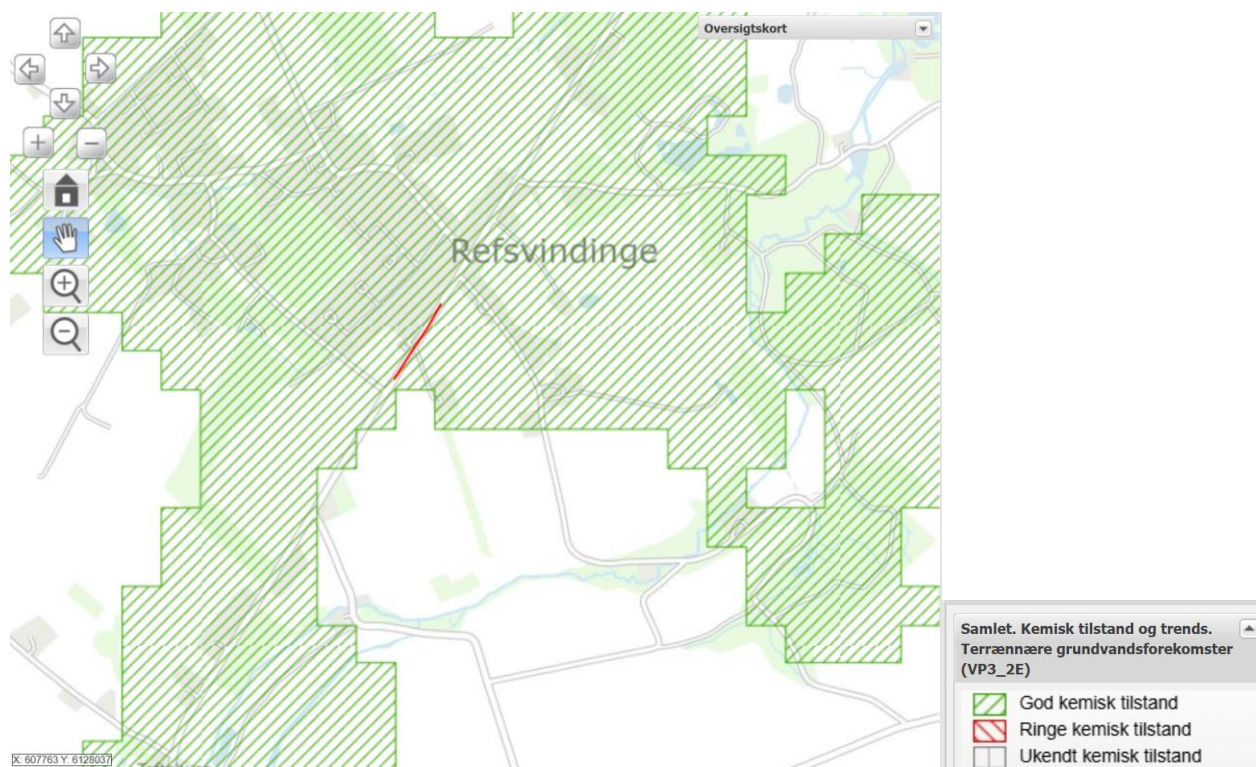 Oversigtskort
Refsvindinge
X: 607763 Y: 6128037
Samlet. Kemisk tilstand og trends.
Terrænnære grundvandsforekomster
(VP3_2E)
God kemisk tilstand
Ringe kemisk tilstand
Ukendt kemisk tilstand